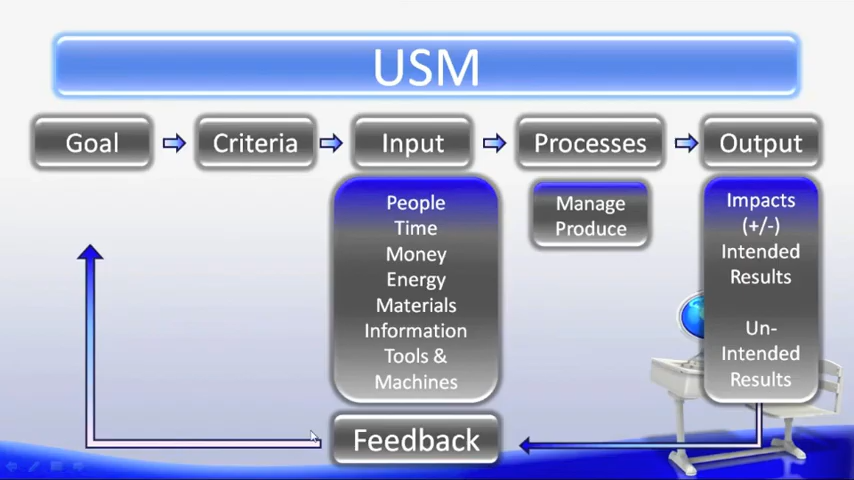 USM
Goal
Criteria
Input
Processes
Output
People
Time
Money
Energy
Materials
Information
Tools &
Machines
Manage
Produce
Impacts
(+/-)
Intended
Results
Un-
Intended
Results
Feedback